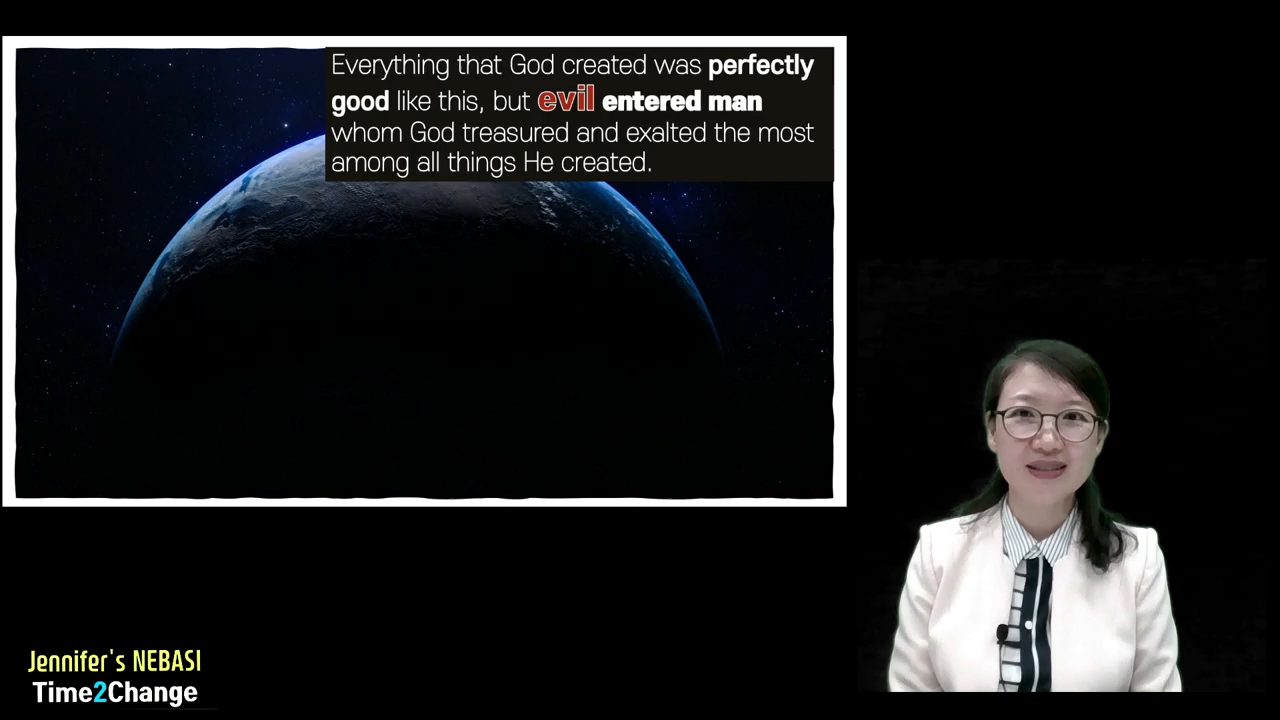 Everything that God created was perfectly
good like this, but evil entered man
whom God treasured and exalted the most
among all things He created.
Jennifer's NEBASI
Time2Change